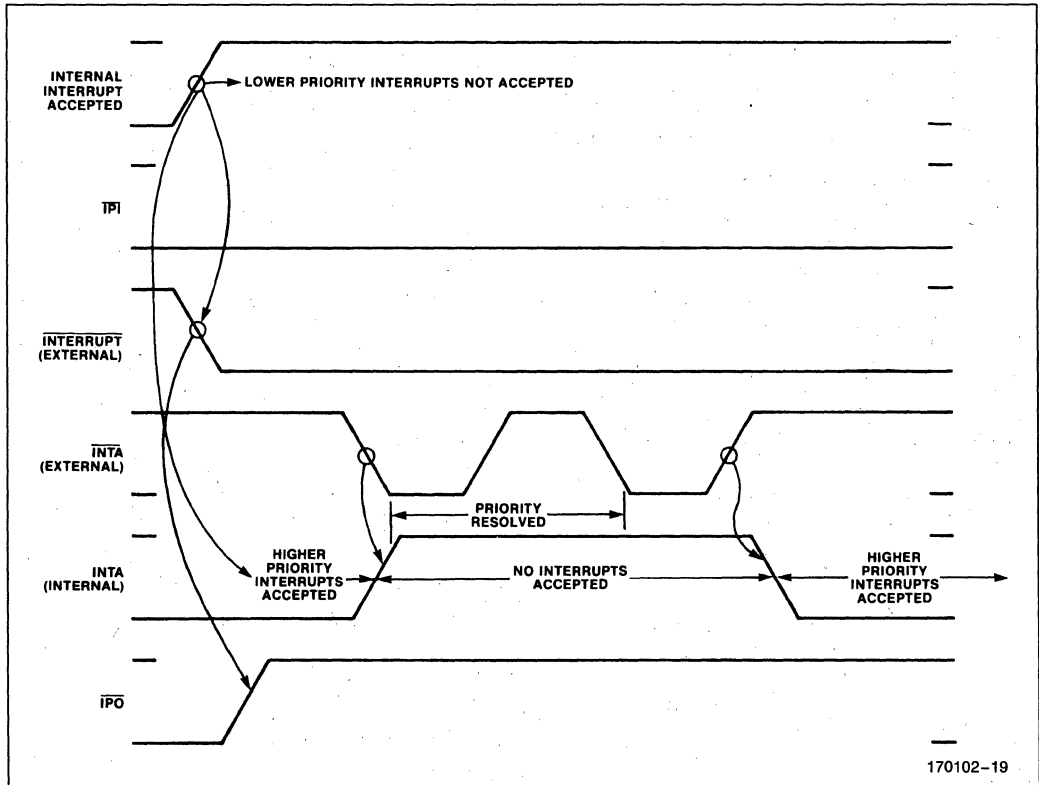 INTERNAL
INTERRUPT
ACCEPTED
LOWER PRIORITY INTERRUPTS NOT ACCEPTED
IPI
INTERRUPT
(EXTERNAL)
INTA
(EXTERNAL)
PRIORITY
RESOLVED
INTA
(INTERNAL)
HIGHER
PRIORITY
INTERRUPTS
ACCEPTED
NO INTERRUPTS
ACCEPTED
HIGHER
PRIORITY
INTERRUPTS
ACCEPTED
IPO
170102-19